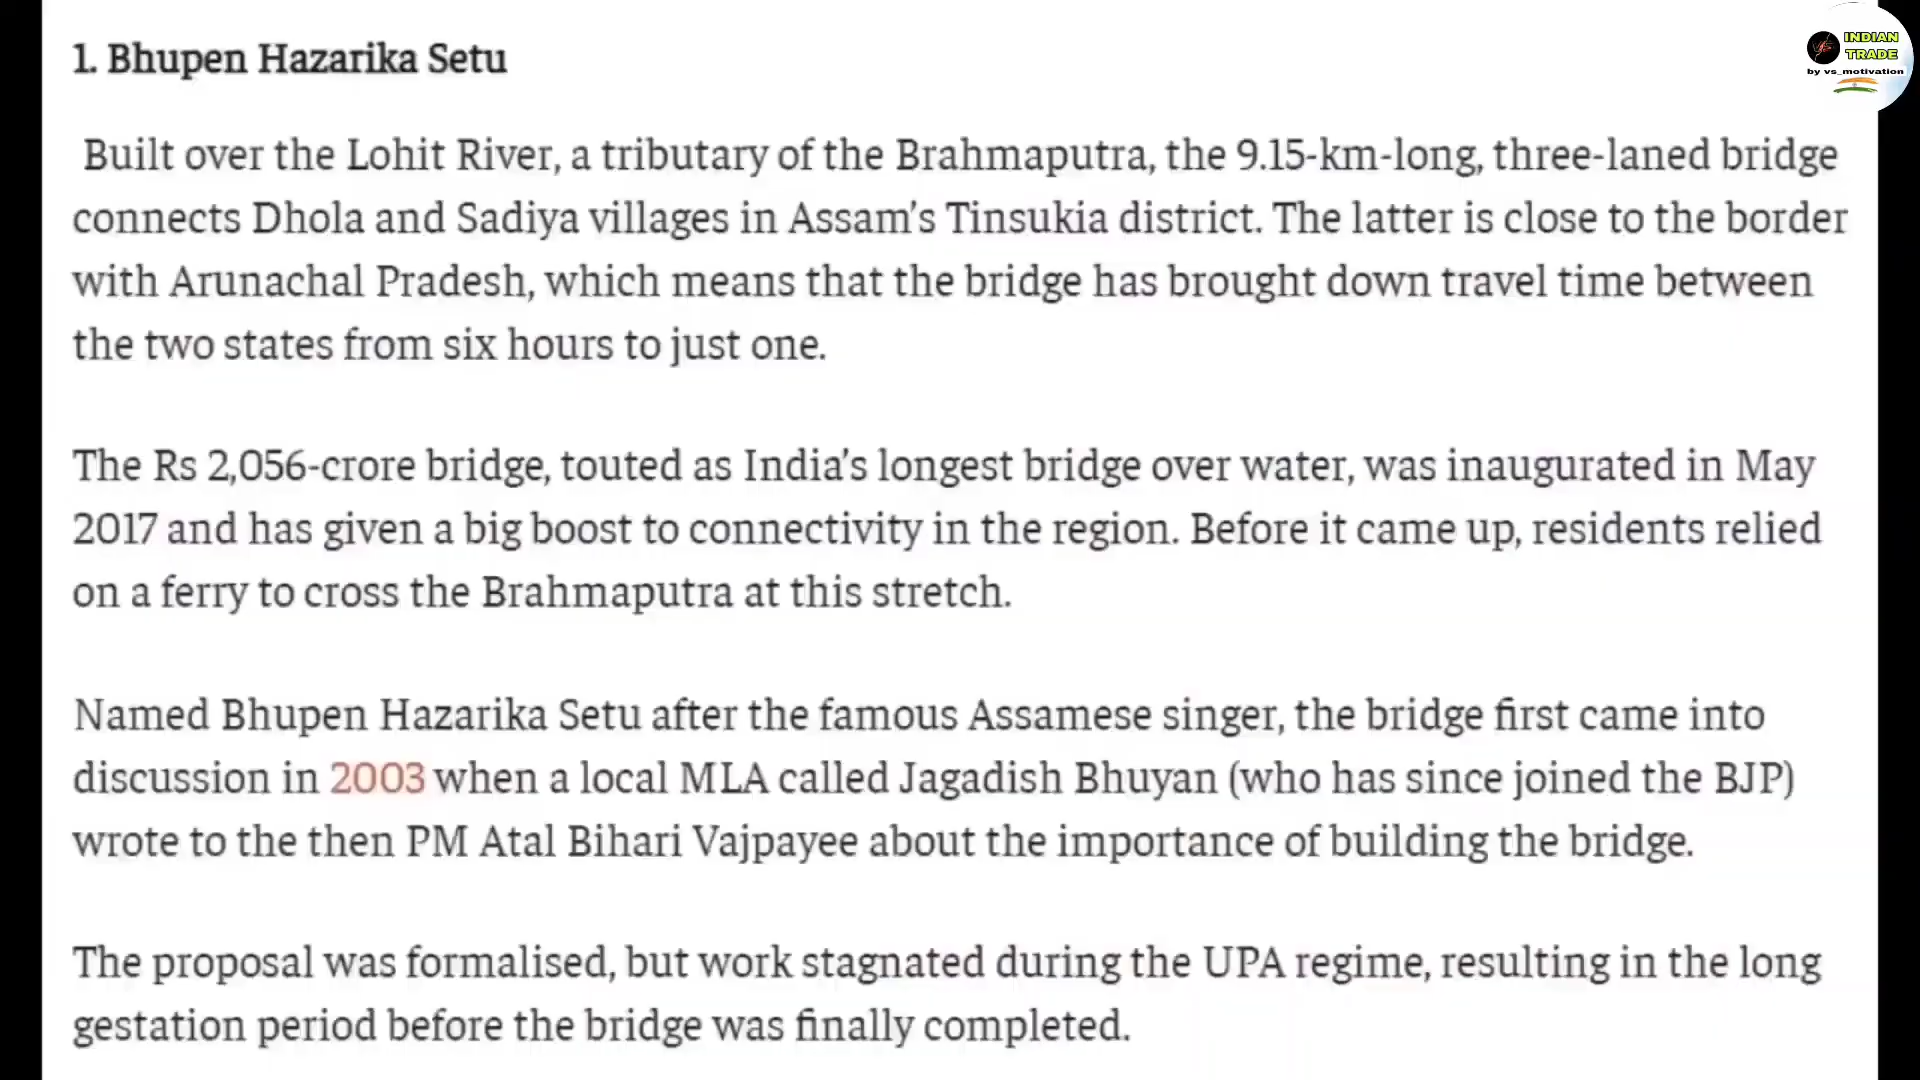 1. Bhupen Hazarika Setu
INDIAN
TRADE
by vs_motivation
Built over the Lohit River, a tributary of the Brahmaputra, the 9.15-km-long, three-laned bridge
connects Dhola and Sadiya villages in Assam's Tinsukia district. The latter is close to the border
with Arunachal Pradesh, which means that the bridge has brought down travel time between
the two states from six hours to just one.
The Rs 2,056-crore bridge, touted as India's longest bridge over water, was inaugurated in May
2017 and has given a big boost to connectivity in the region. Before it came up, residents relied
on a ferry to cross the Brahmaputra at this stretch.
Named Bhupen Hazarika Setu after the famous Assamese singer, the bridge first came into
discussion in 2003 when a local MLA called Jagadish Bhuyan (who has since joined the BJP)
wrote to the then PM Atal Bihari Vajpayee about the importance of building the bridge.
The proposal was formalised, but work stagnated during the UPA regime, resulting in the long
gestation period before the bridge was finally completed.